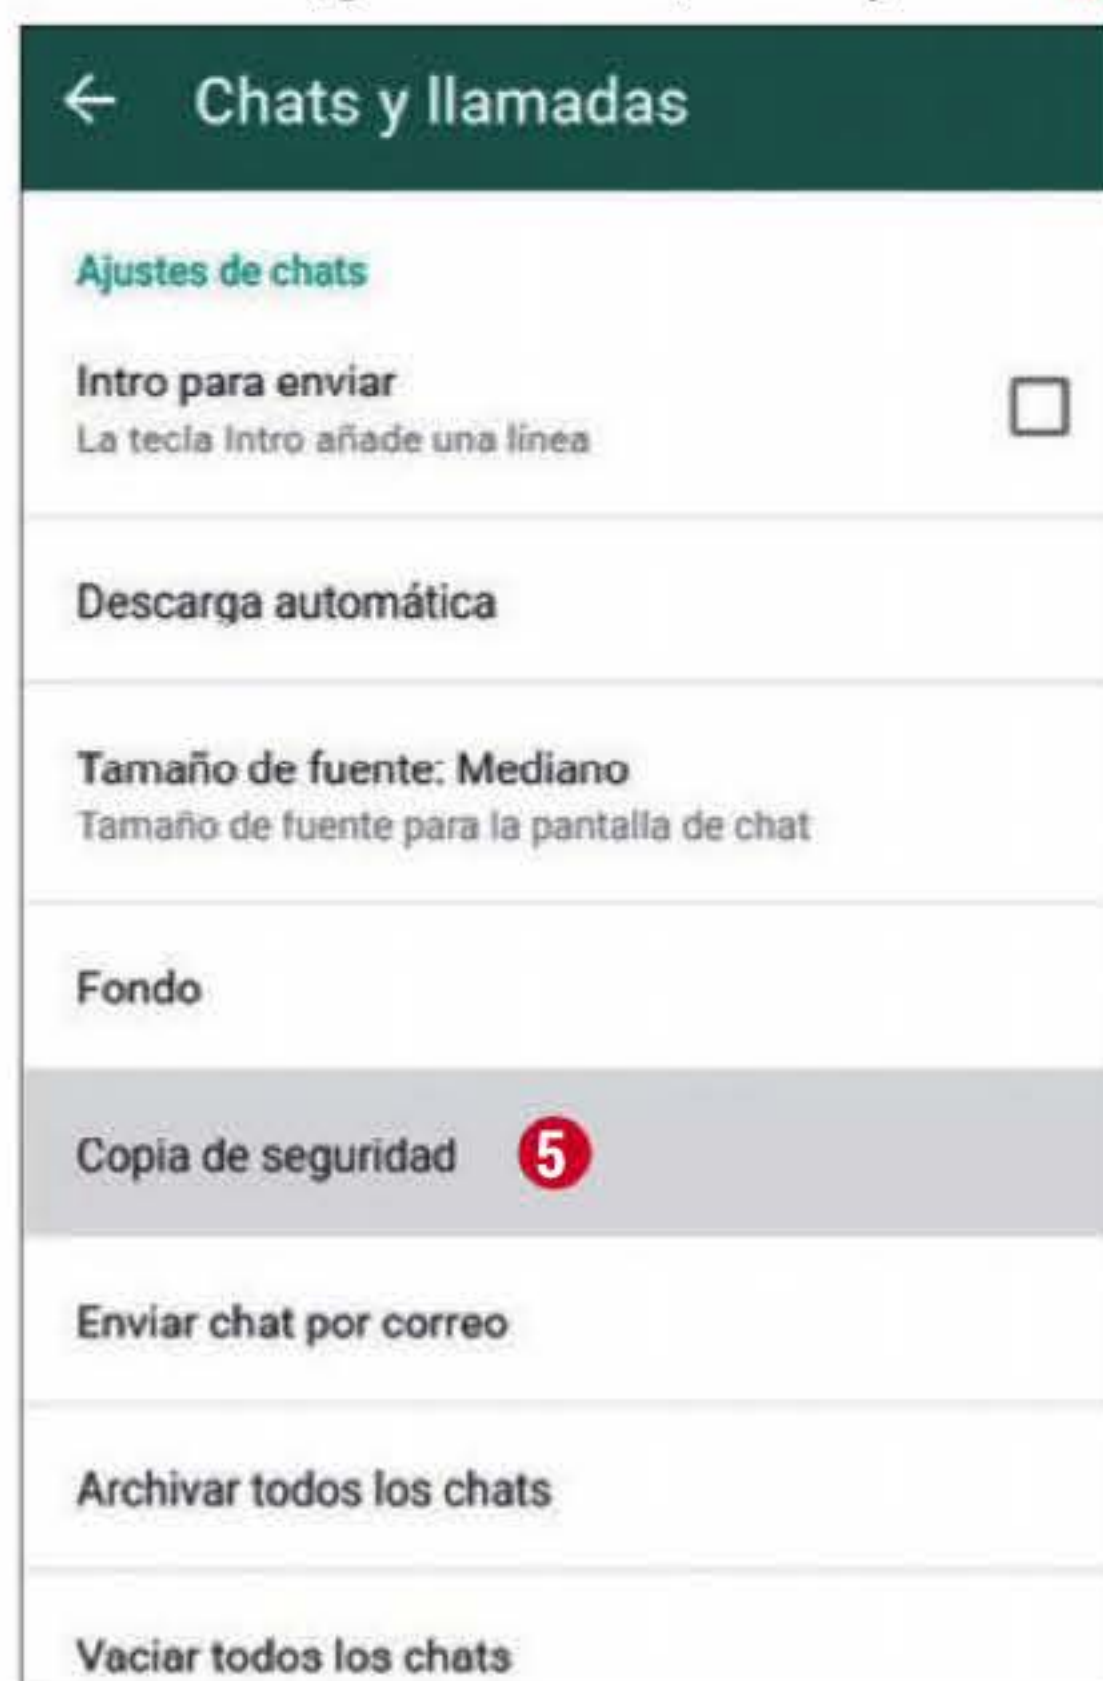 Chats y llamadas
Ajustes de chats
Intro para enviar
La tecla Intro añade una línea
Descarga automática
Tamaño de fuente: Mediano
Tamaño de fuente para la pantalla de chat
Fondo
Copia de seguridad 5
Enviar chat por correo
Archivar todos los chats
Vaciar todos los chats